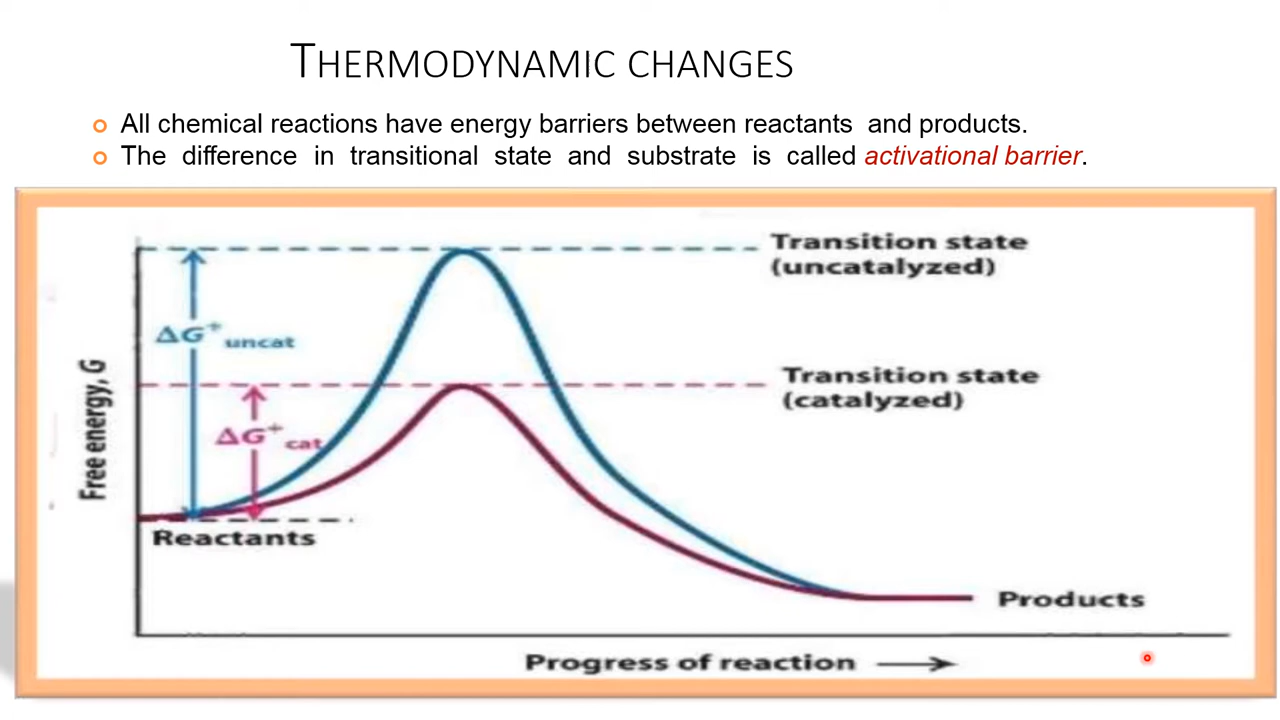 THERMODYNAMIC CHANGES
All chemical reactions have energy barriers between reactants and products.
The difference in transitional state and substrate is called activational barrier.
Transition state
(uncatalyzed)
ΔG‡uncat
Transition state
(catalyzed)
ΔG‡cat
Free energy, G
Reactants
Products
Progress of reaction